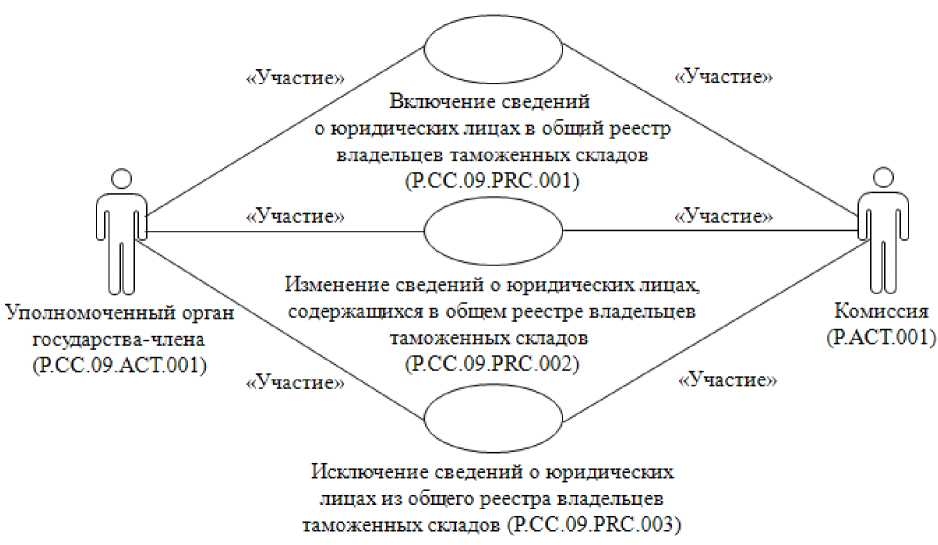 «Участие»
«Участие»
Включение сведений
о юридических лицах в общий реестр
владельцев таможенных складов
(P.CC.09.PRC.001)
«Участие»
«Участие»
Уполномоченный орган
государства-члена
(P.CC.09.ACT.001)
Изменение сведений о юридических лицах,
содержащихся в общем реестре владельцев
таможенных складов
(P.CC.09.PRC.002)
Комиссия
(P.ACT.001)
«Участие»
«Участие»
Исключение сведений о юридических
лицах из общего реестра владельцев
таможенных складов (P.CC.09.PRC.003)